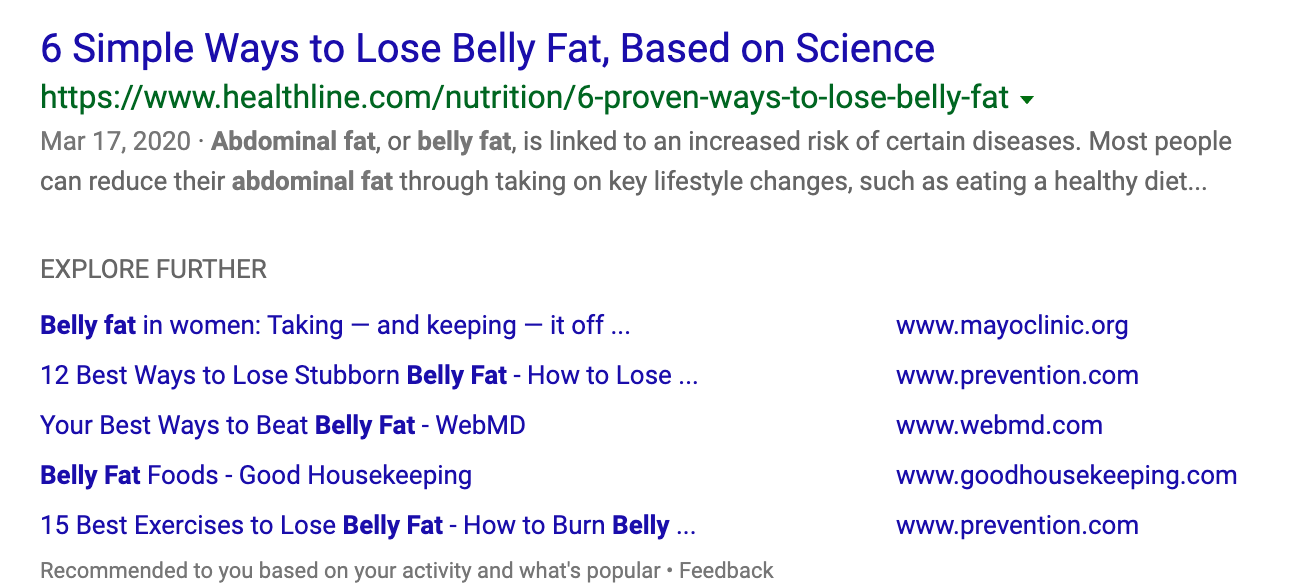 6 Simple Ways to Lose Belly Fat, Based on Science
https://www.healthline.com/nutrition/6-proven-ways-to-lose-belly-fat
Mar 17, 2020 · Abdominal fat, or belly fat, is linked to an increased risk of certain diseases. Most people
can reduce their abdominal fat through taking on key lifestyle changes, such as eating a healthy diet...
EXPLORE FURTHER
Belly fat in women: Taking — and keeping — it off ... www.mayoclinic.org
12 Best Ways to Lose Stubborn Belly Fat - How to Lose ... www.prevention.com
Your Best Ways to Beat Belly Fat - WebMD www.webmd.com
Belly Fat Foods - Good Housekeeping www.goodhousekeeping.com
15 Best Exercises to Lose Belly Fat - How to Burn Belly ... www.prevention.com
Recommended to you based on your activity and what's popular • Feedback